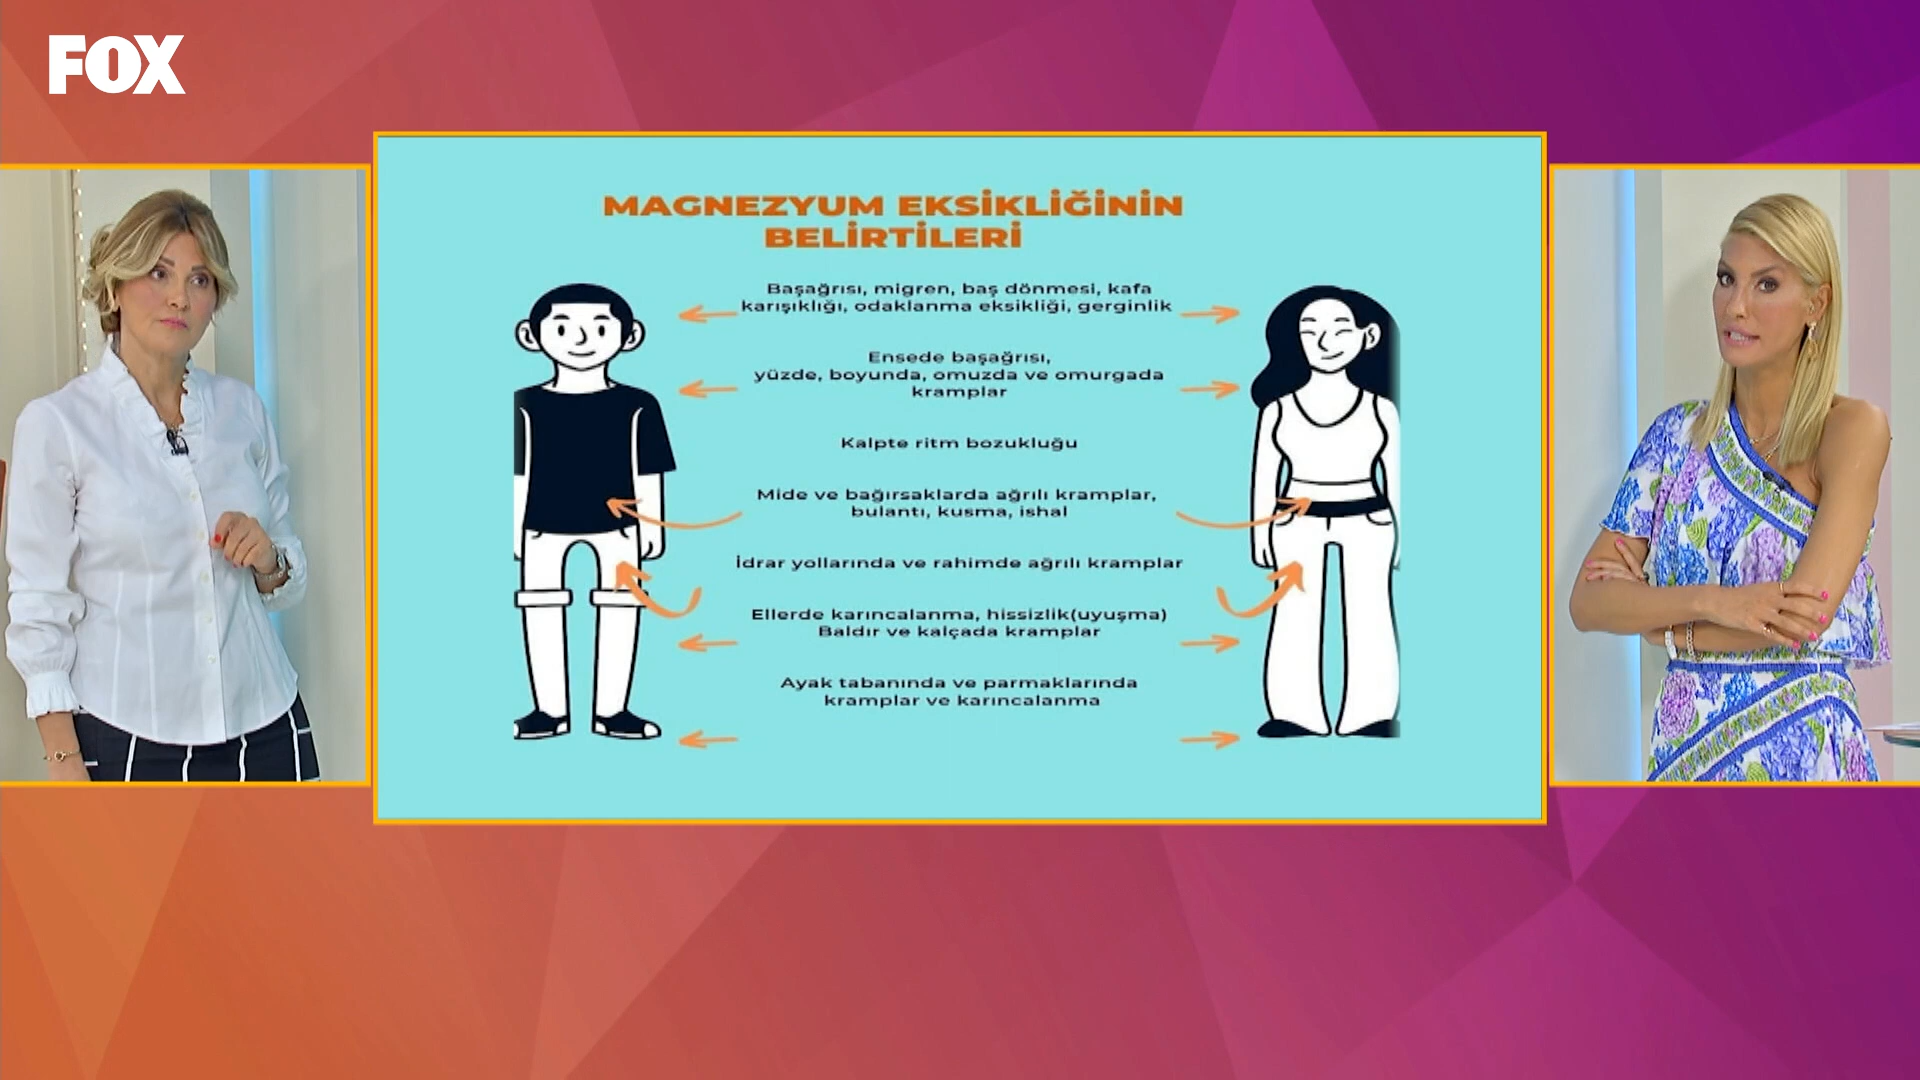 FOX
MAGNEZYUM EKSİKLİĞİNİN
BELİRTİLERİ
Başağrısı, migren, baş dönmesi, kafa
karışıklığı, odaklanma eksikliği, gerginlik
Ensede başağrısı,
yüzde, boyunda, omuzda ve omurgada
kramplar
Kalpte ritm bozukluğu
Mide ve bağırsaklarda ağrılı kramplar,
bulantı, kusma, ishal
İdrar yollarında ve rahimde ağrılı kramplar
Ellerde karıncalanma, hissizlik(uyuşma)
Baldır ve kalçada kramplar
Ayak tabanında ve parmaklarında
kramplar ve karıncalanma